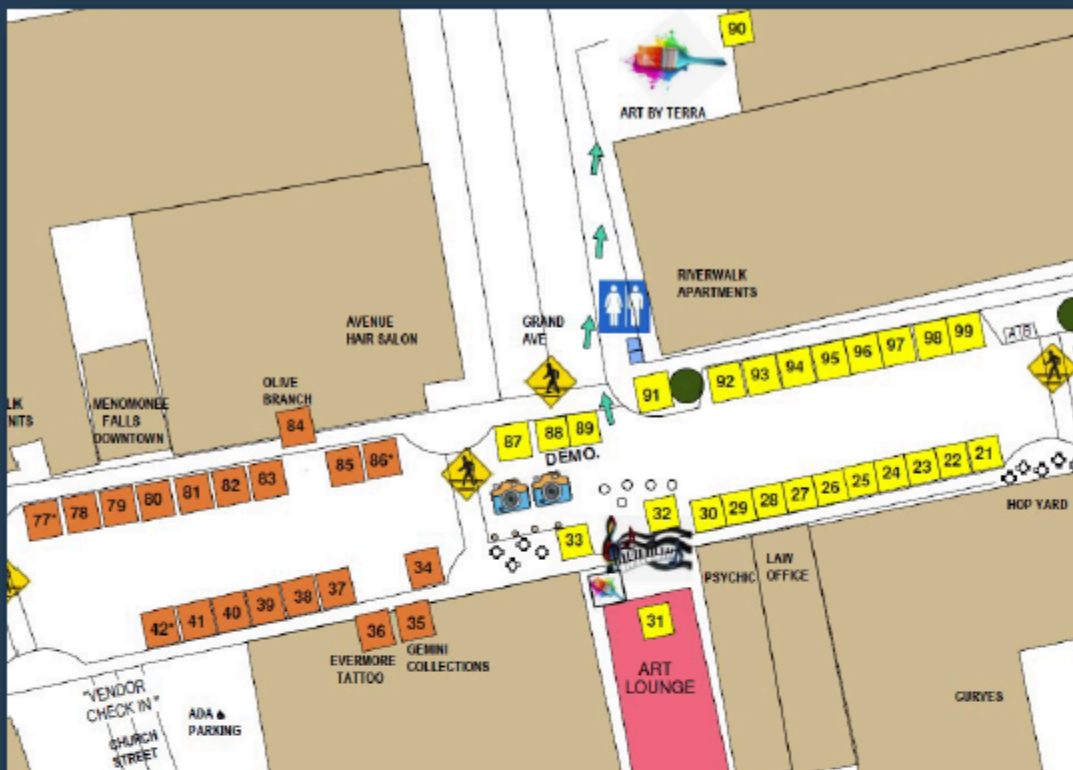 90
ART BY TERRA
RIVERWALK
APARTMENTS
AVENUE
HAIR SALON
GRAND
AVE
OLIVE
BRANCH
MENOMONEE
FALLS
DOWNTOWN
LIK
NITS
84
91
92
93
94
95
96
97
98
99
77*
78
79
80
81
82
83
85
86*
87
88
89
DEMO.
21
22
23
24
25
26
27
28
29
30
32
33
HOP YARD
34
PSYCHIC
LAW
OFFICE
42*
41
40
39
38
37
36
35
31
EVERMORE
TATTOO
GEMINI
COLLECTIONS
ART
LOUNGE
"VENDOR
CHECK IN"
ADA
PARKING
CHURCH
STREET
CURVES